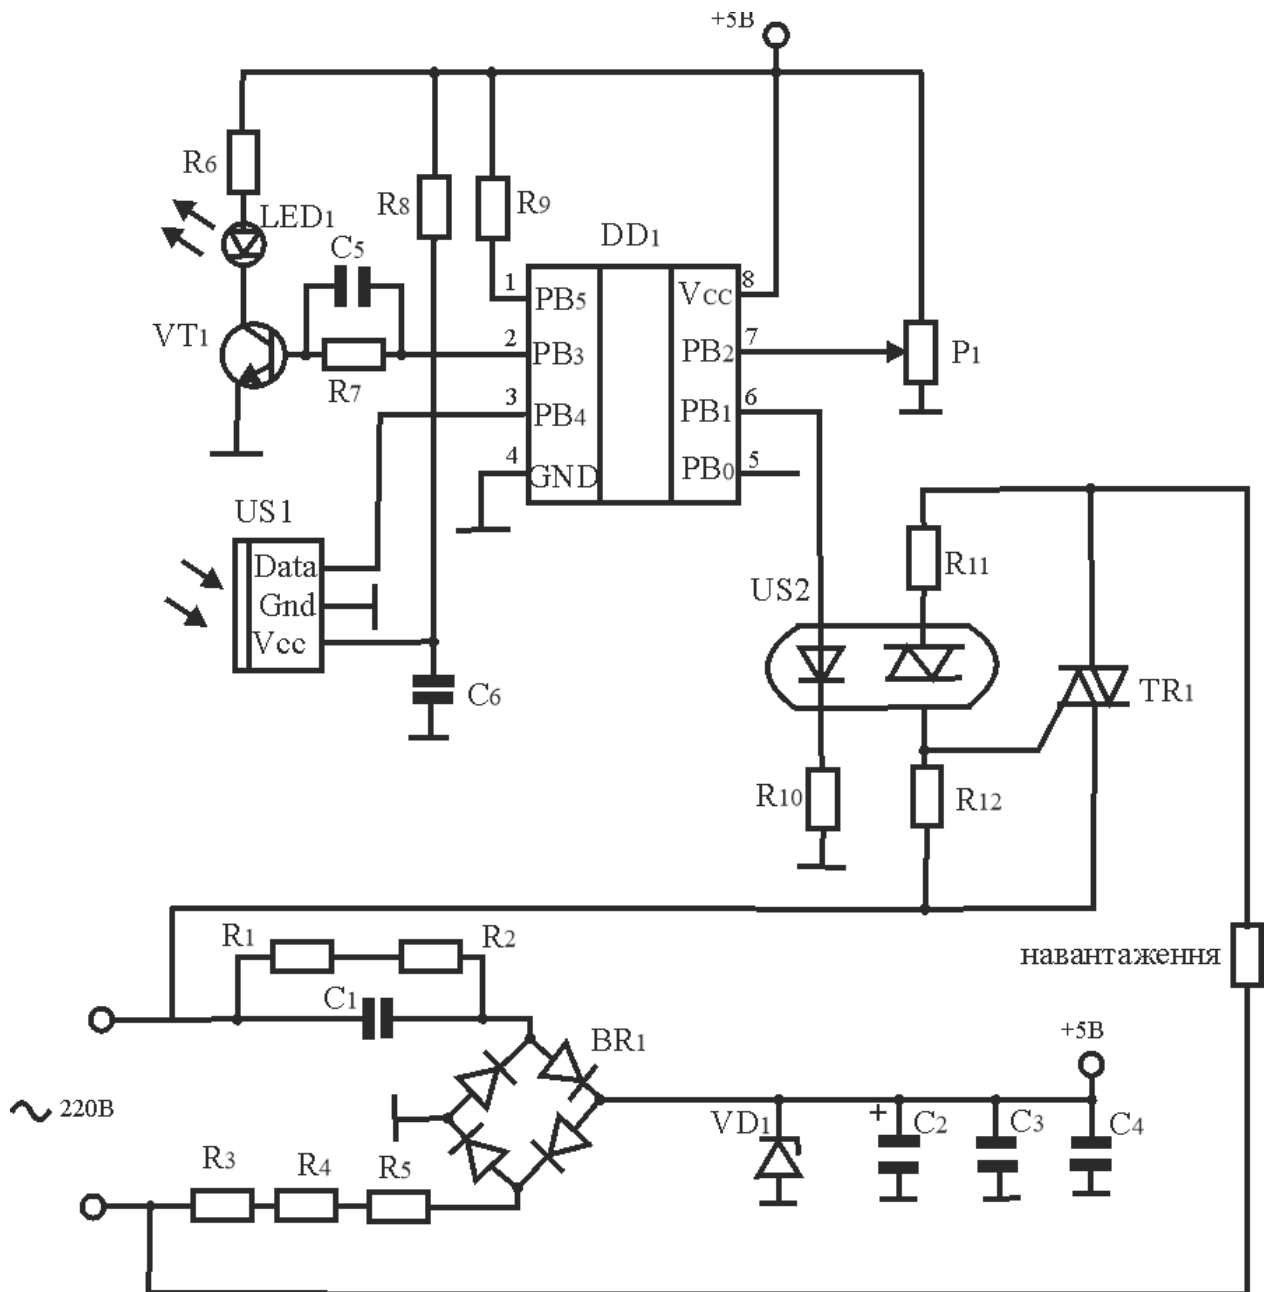 +5В
R6
LED1
R8
R9
C5
DD1
VT1
R7
1
PB5
2
PB3
3
PB4
4
GND
Vcc
8
PB2
7
PB1
6
PB0
5
P1
US1
Data
Gnd
Vcc
C6
US2
R11
TR1
R10
R12
R1
R2
C1
навантаження
BR1
+5В
220В
VD1
+
C2
C3
C4
R3
R4
R5